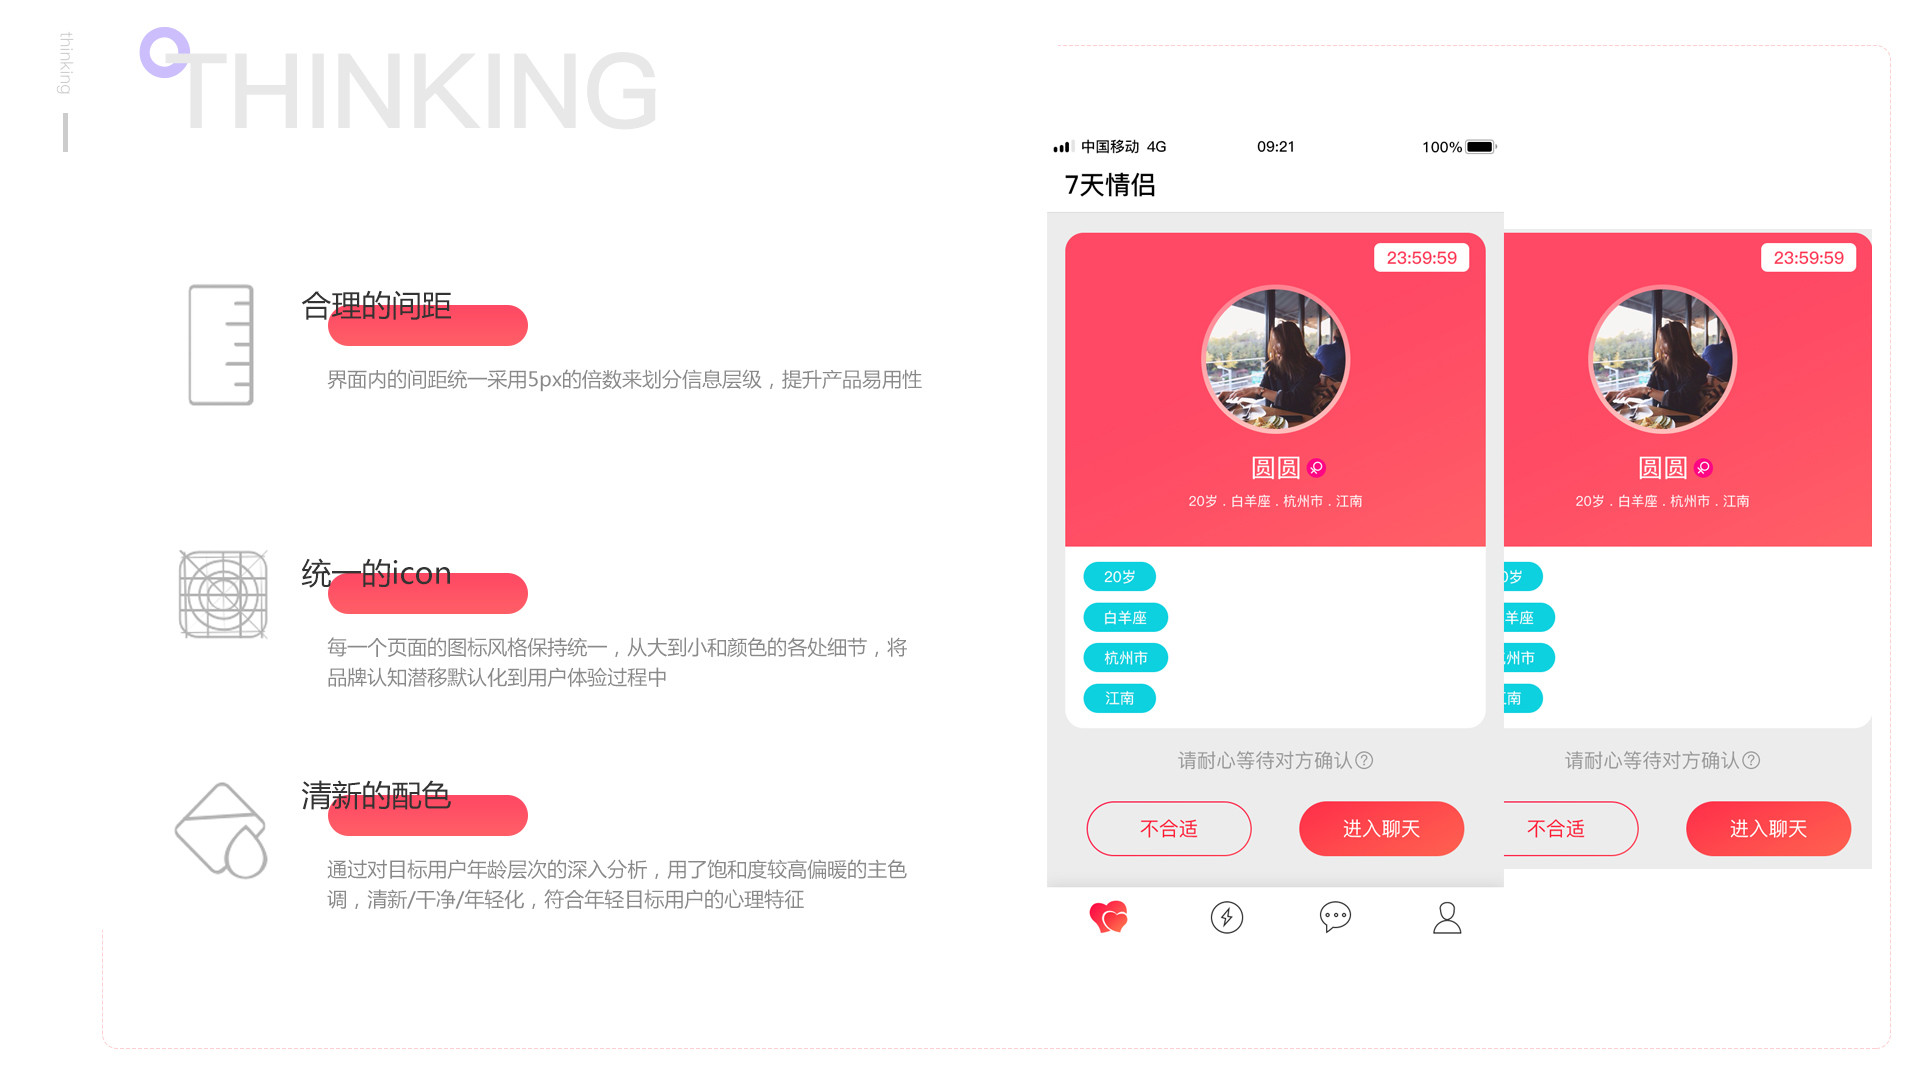 thinking
THINKING
合理的间距
界面内的间距统一采用5px的倍数来划分信息层级，提升产品易用性
统一的icon
每一个页面的图标风格保持统一，从大到小和颜色的各处细节，将
品牌认知潜移默认化到用户体验过程中
清新的配色
通过对目标用户年龄层次的深入分析，用了饱和度较高偏暖的主色
调，清新/干净/年轻化，符合年轻目标用户的心理特征
中国移动 4G 09:21 100%
7天情侣
23:59:59
圆圆
20岁 . 白羊座 . 杭州市 . 江南
20岁
白羊座
杭州市
江南
请耐心等待对方确认?
不合适 进入聊天
23:59:59
圆圆
20岁 . 白羊座 . 杭州市 . 江南
0岁
羊座
州市
南
请耐心等待对方确认?
不合适 进入聊天